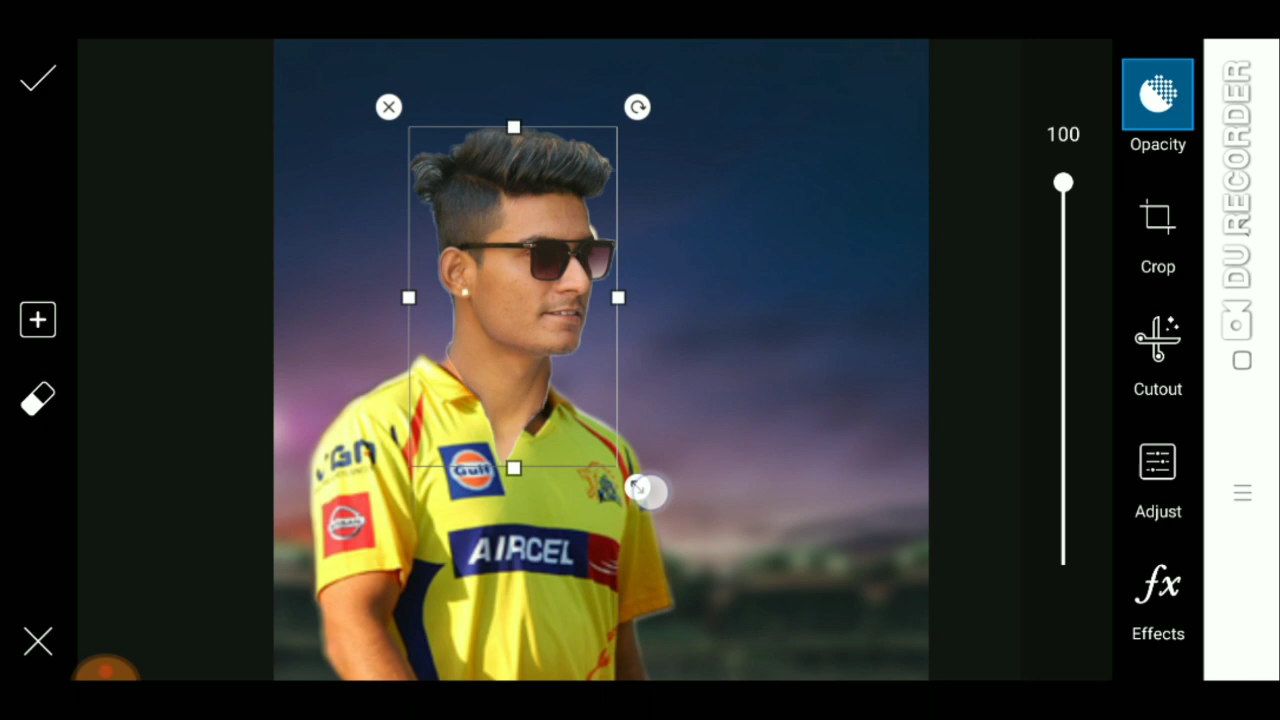 100
Opacity
Crop
Cutout
Adjust
fx
Effects
DU RECORDER
Gulf
NISSAN
AIRCEL